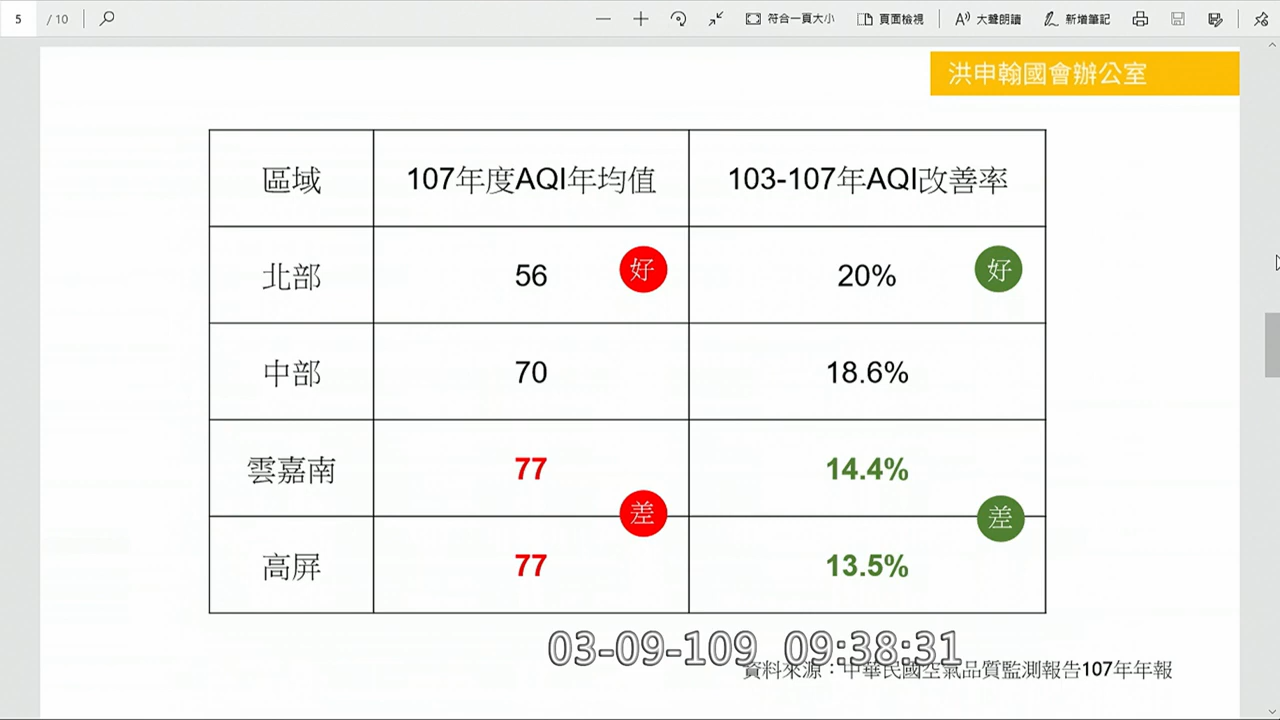 5 / 10 符合一頁大小 頁面檢視 大聲朗讀 新增筆記
洪申翰國會辦公室
區域 107年度AQI年均值 103-107年AQI改善率
北部 56 好 20% 好
中部 70 18.6%
雲嘉南 77 14.4%
差 差
高屏 77 13.5%
03-09-109 09:38:31
資料來源：中華民國空氣品質監測報告107年年報